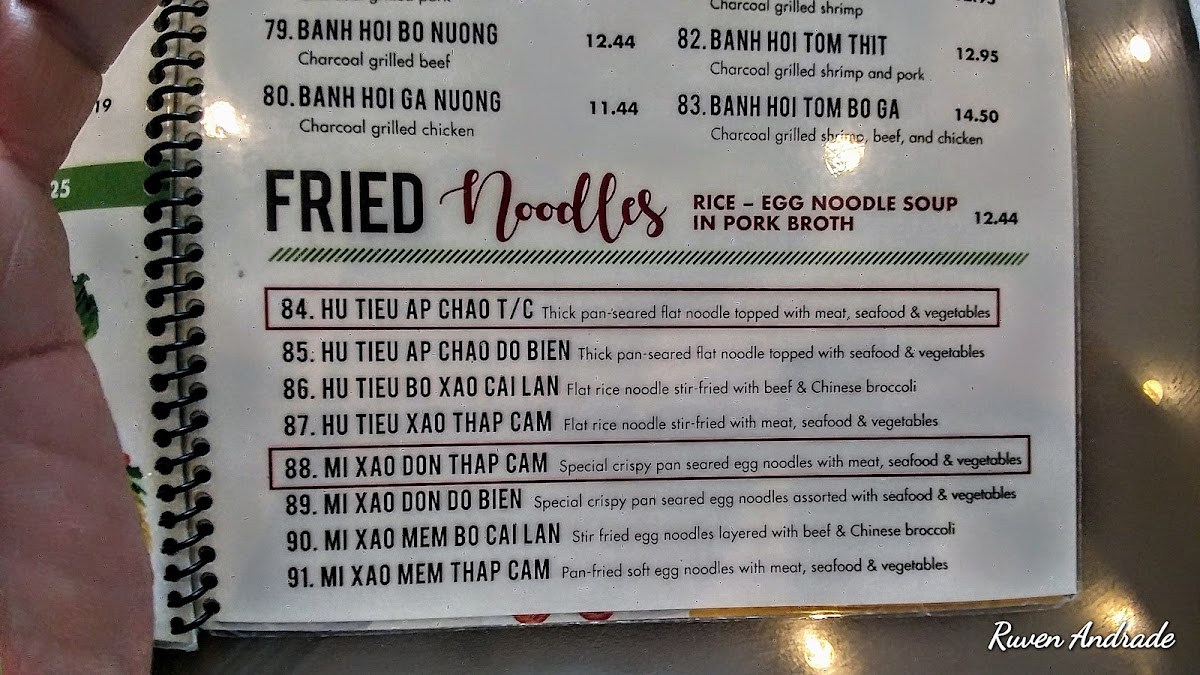 Charcoal grilled shrimp
79. BANH HOI BO NUONG 12.44
Charcoal grilled beef
80. BANH HOI GA NUONG 11.44
Charcoal grilled chicken
82. BANH HOI TOM THIT 12.95
Charcoal grilled shrimp and pork
83. BANH HOI TOM BO GA 14.50
Charcoal grilled shrimp, beef, and chicken
19
25
FRIED Noodles
RICE – EGG NOODLE SOUP
IN PORK BROTH 12.44
84. HU TIEU AP CHAO T/C Thick pan-seared flat noodle topped with meat, seafood & vegetables
85. HU TIEU AP CHAO DO BIEN Thick pan-seared flat noodle topped with seafood & vegetables
86. HU TIEU BO XAO CAI LAN Flat rice noodle stir-fried with beef & Chinese broccoli
87. HU TIEU XAO THAP CAM Flat rice noodle stir-fried with meat, seafood & vegetables
88. MI XAO DON THAP CAM Special crispy pan seared egg noodles with meat, seafood & vegetables
89. MI XAO DON DO BIEN Special crispy pan seared egg noodles assorted with seafood & vegetables
90. MI XAO MEM BO CAI LAN Stir fried egg noodles layered with beef & Chinese broccoli
91. MI XAO MEM THAP CAM Pan-fried soft egg noodles with meat, seafood & vegetables
Ruven Andrade